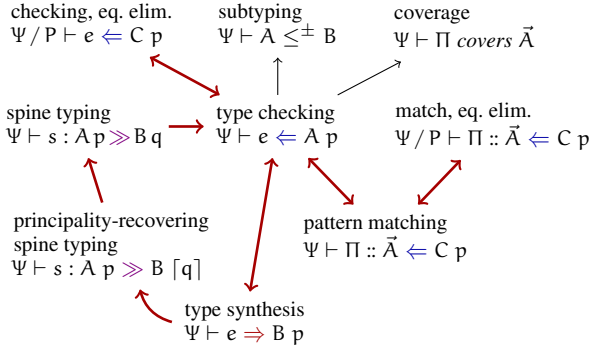 checking, eq. elim.
Ψ / P ⊢ e ⇐ C p
subtyping
Ψ ⊢ A ≤± B
coverage
Ψ ⊢ Π covers A⃗
spine typing
Ψ ⊢ s : A p ≫ B q
type checking
Ψ ⊢ e ⇐ A p
match, eq. elim.
Ψ / P ⊢ Π :: A⃗ ⇐ C p
principality-recovering
spine typing
Ψ ⊢ s : A p ≫ B ⌈q⌉
pattern matching
Ψ ⊢ Π :: A⃗ ⇐ C p
type synthesis
Ψ ⊢ e ⇒ B p